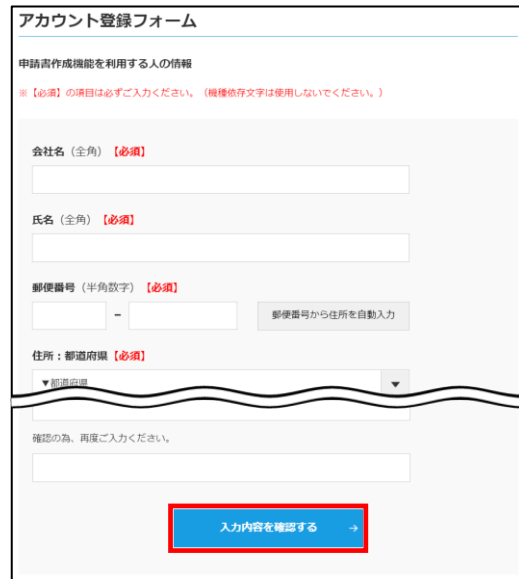 アカウント登録フォーム
申請書作成機能を利用する人の情報
※【必須】の項目は必ずご入力ください。（機種依存文字は使用しないでください。）
会社名（全角）【必須】
氏名（全角）【必須】
郵便番号（半角数字）【必須】
－ 郵便番号から住所を自動入力
住所：都道府県【必須】
▼都道府県 ▼
確認の為、再度ご入力ください。
入力内容を確認する →